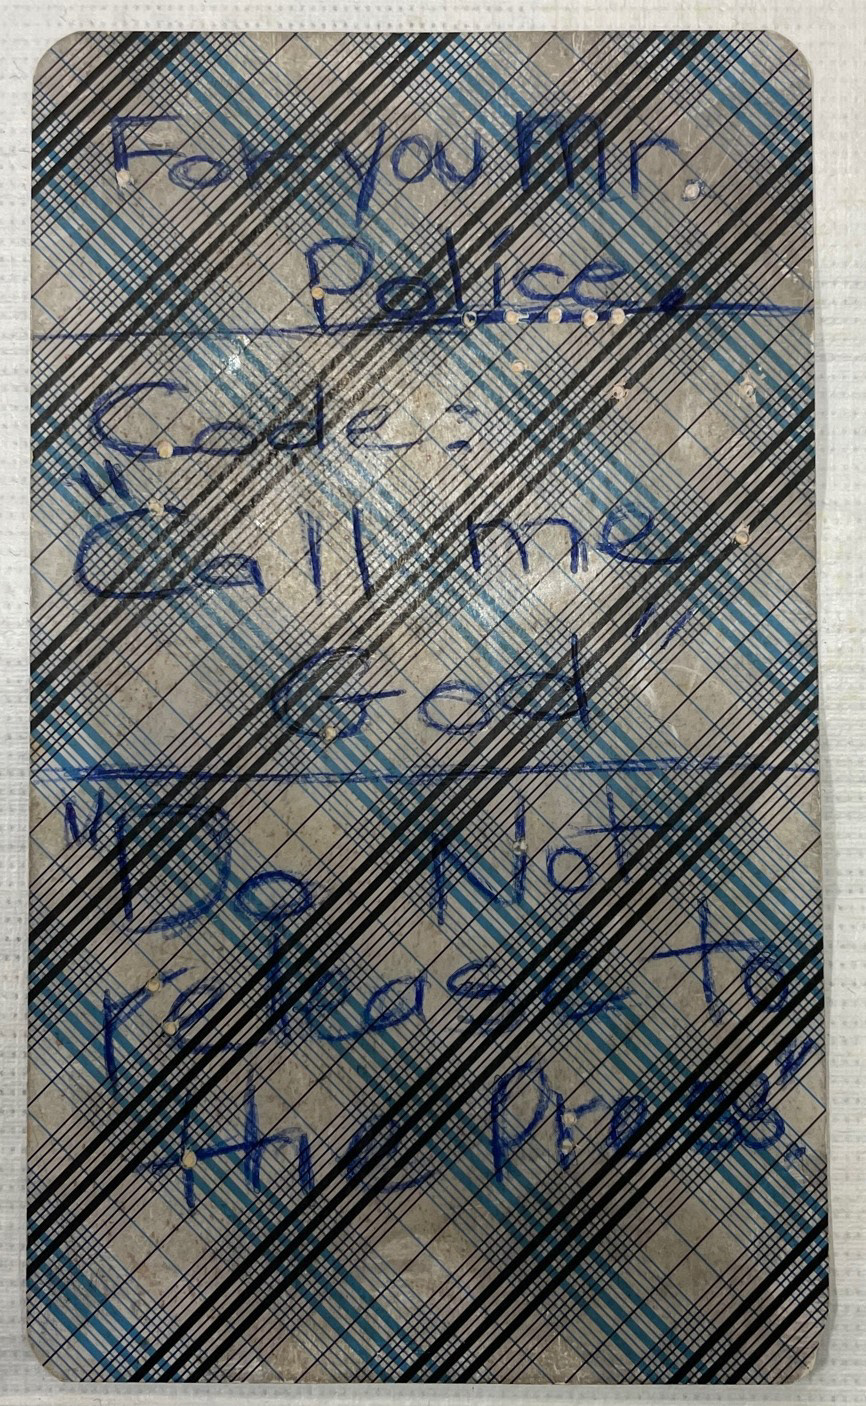 For you Mr.
Police.
Code:
"Call me
God"
"Do Not
release to
the Press".